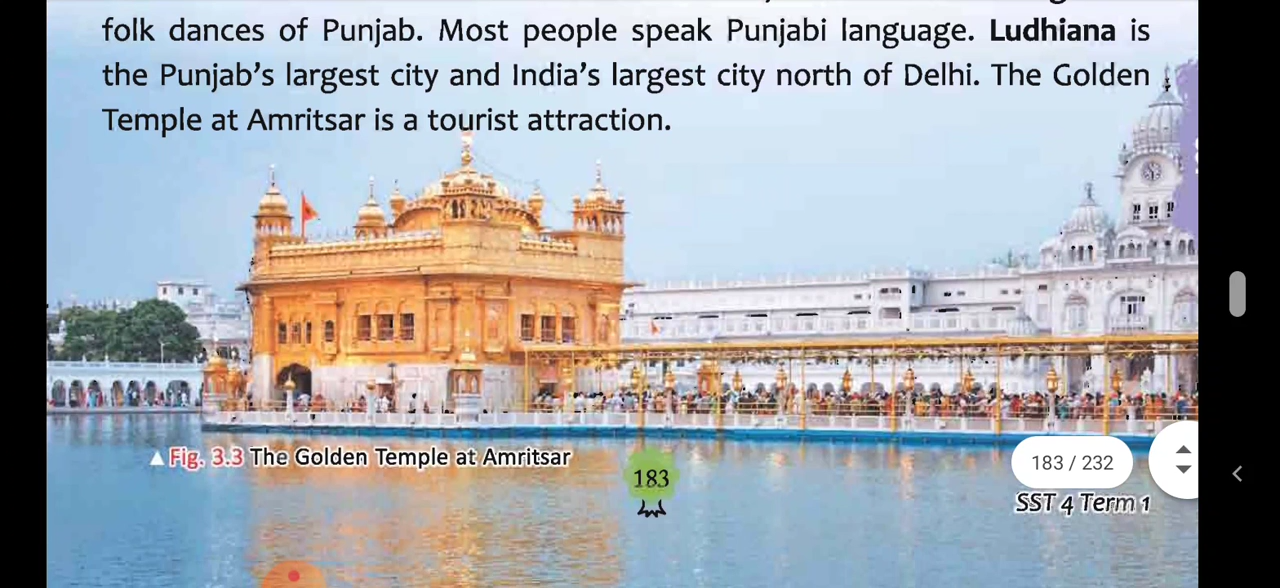 folk dances of Punjab. Most people speak Punjabi language. Ludhiana is
the Punjab's largest city and India's largest city north of Delhi. The Golden
Temple at Amritsar is a tourist attraction.
▲ Fig. 3.3 The Golden Temple at Amritsar
183
183 / 232
SST 4 Term 1